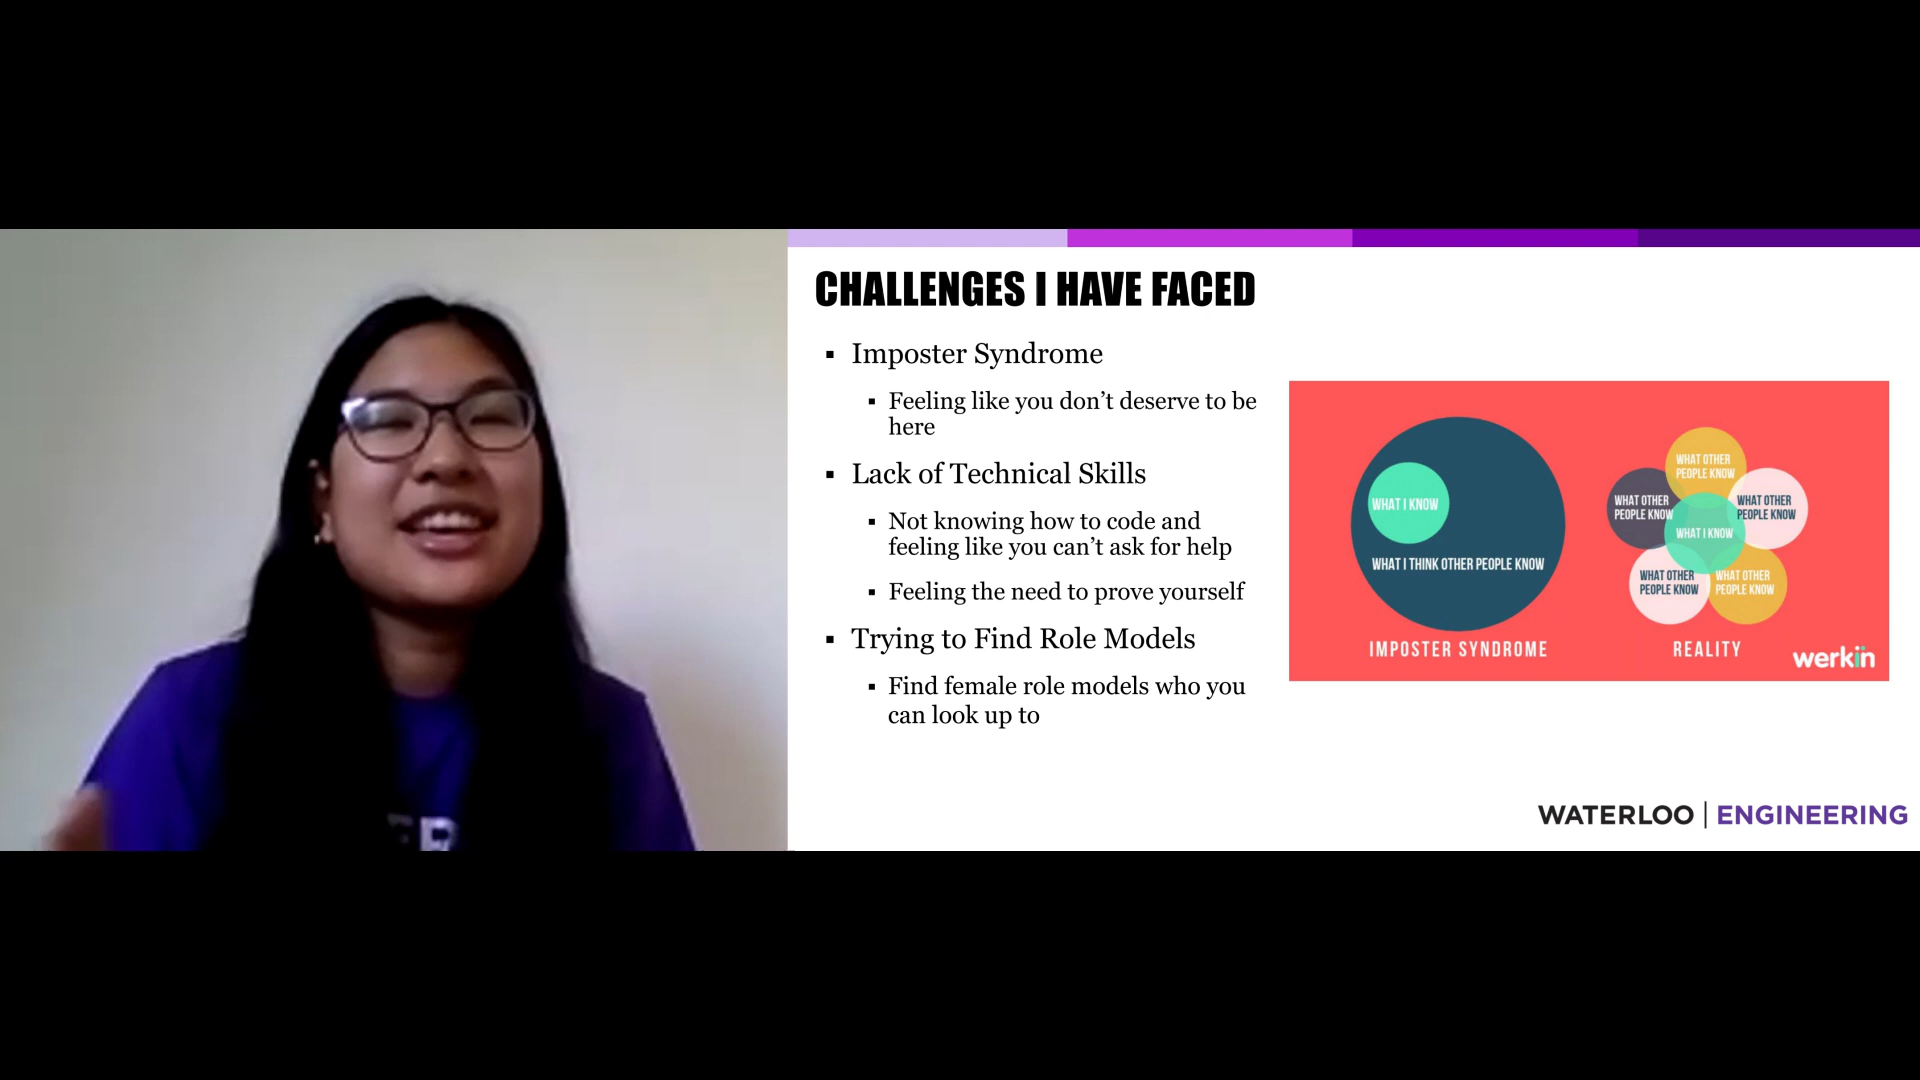 CHALLENGES I HAVE FACED
▪ Imposter Syndrome
▪ Feeling like you don’t deserve to be
here
▪ Lack of Technical Skills
▪ Not knowing how to code and
feeling like you can’t ask for help
▪ Feeling the need to prove yourself
▪ Trying to Find Role Models
▪ Find female role models who you
can look up to
WHAT I KNOW
WHAT I THINK OTHER PEOPLE KNOW
IMPOSTER SYNDROME
WHAT OTHER
PEOPLE KNOW
WHAT OTHER
PEOPLE KNOW
WHAT OTHER
PEOPLE KNOW
WHAT I KNOW
WHAT OTHER
PEOPLE KNOW
WHAT OTHER
PEOPLE KNOW
REALITY
werkin
WATERLOO | ENGINEERING